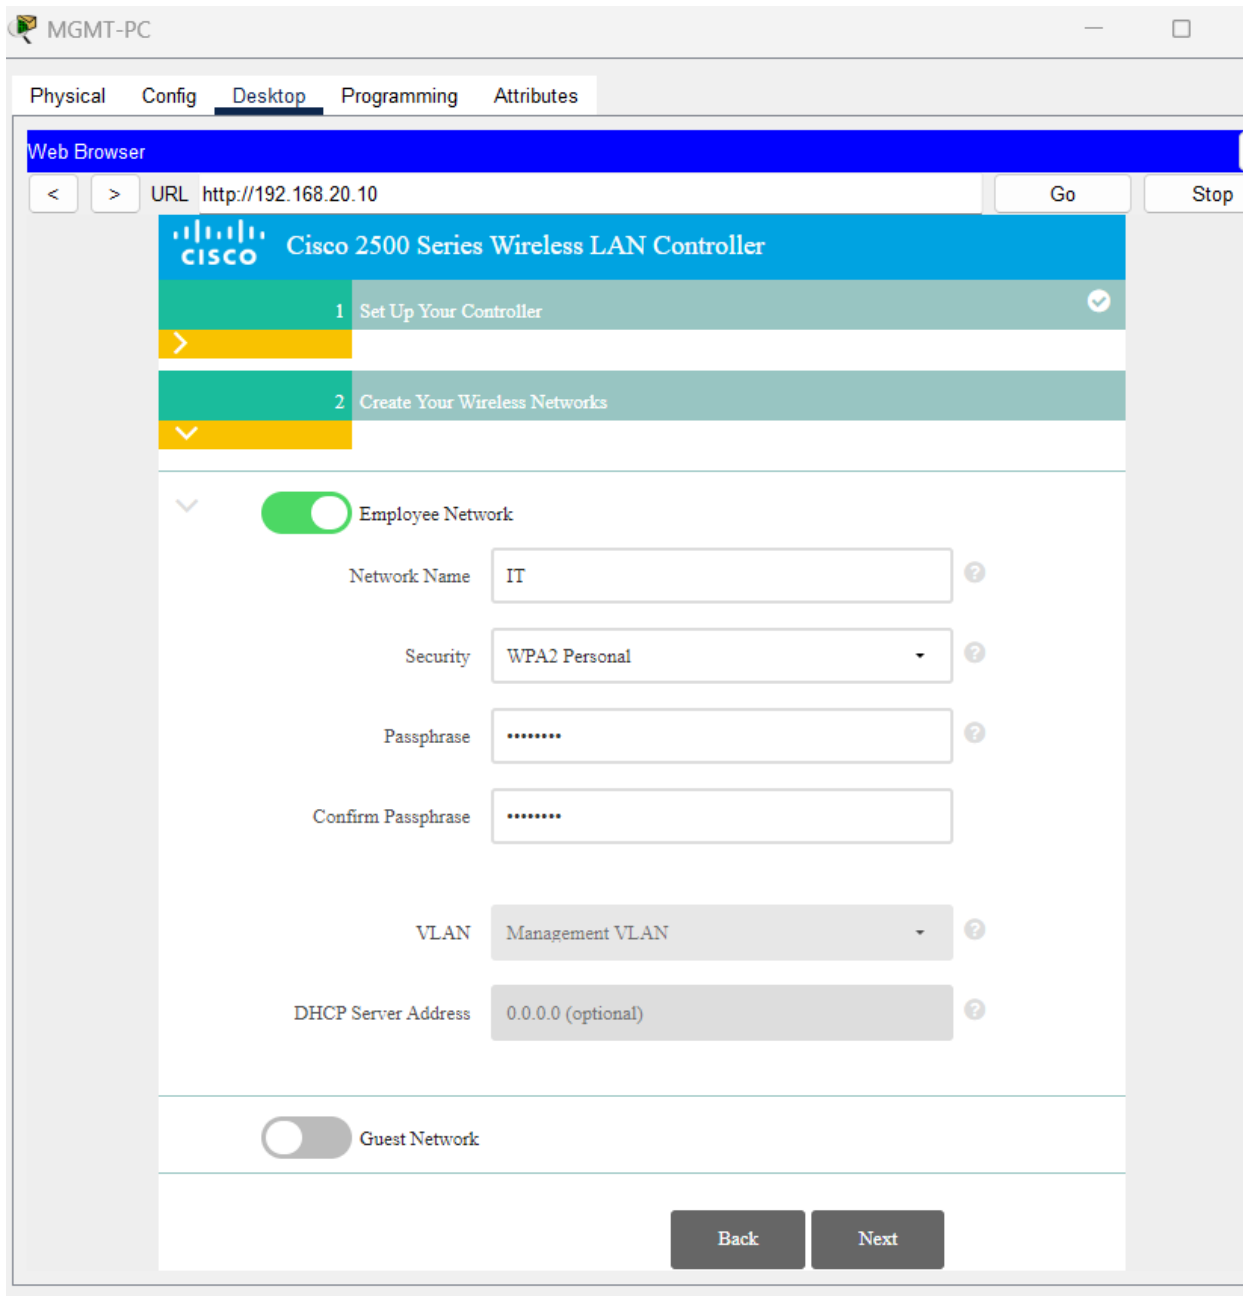 MGMT-PC
Physical Config Desktop Programming Attributes
Web Browser
< > URL http://192.168.20.10 Go Stop
CISCO Cisco 2500 Series Wireless LAN Controller
1 Set Up Your Controller
2 Create Your Wireless Networks
Employee Network
Network Name IT ?
Security WPA2 Personal ?
Passphrase •••••••• ?
Confirm Passphrase ••••••••
VLAN Management VLAN ?
DHCP Server Address 0.0.0.0 (optional) ?
Guest Network
Back Next